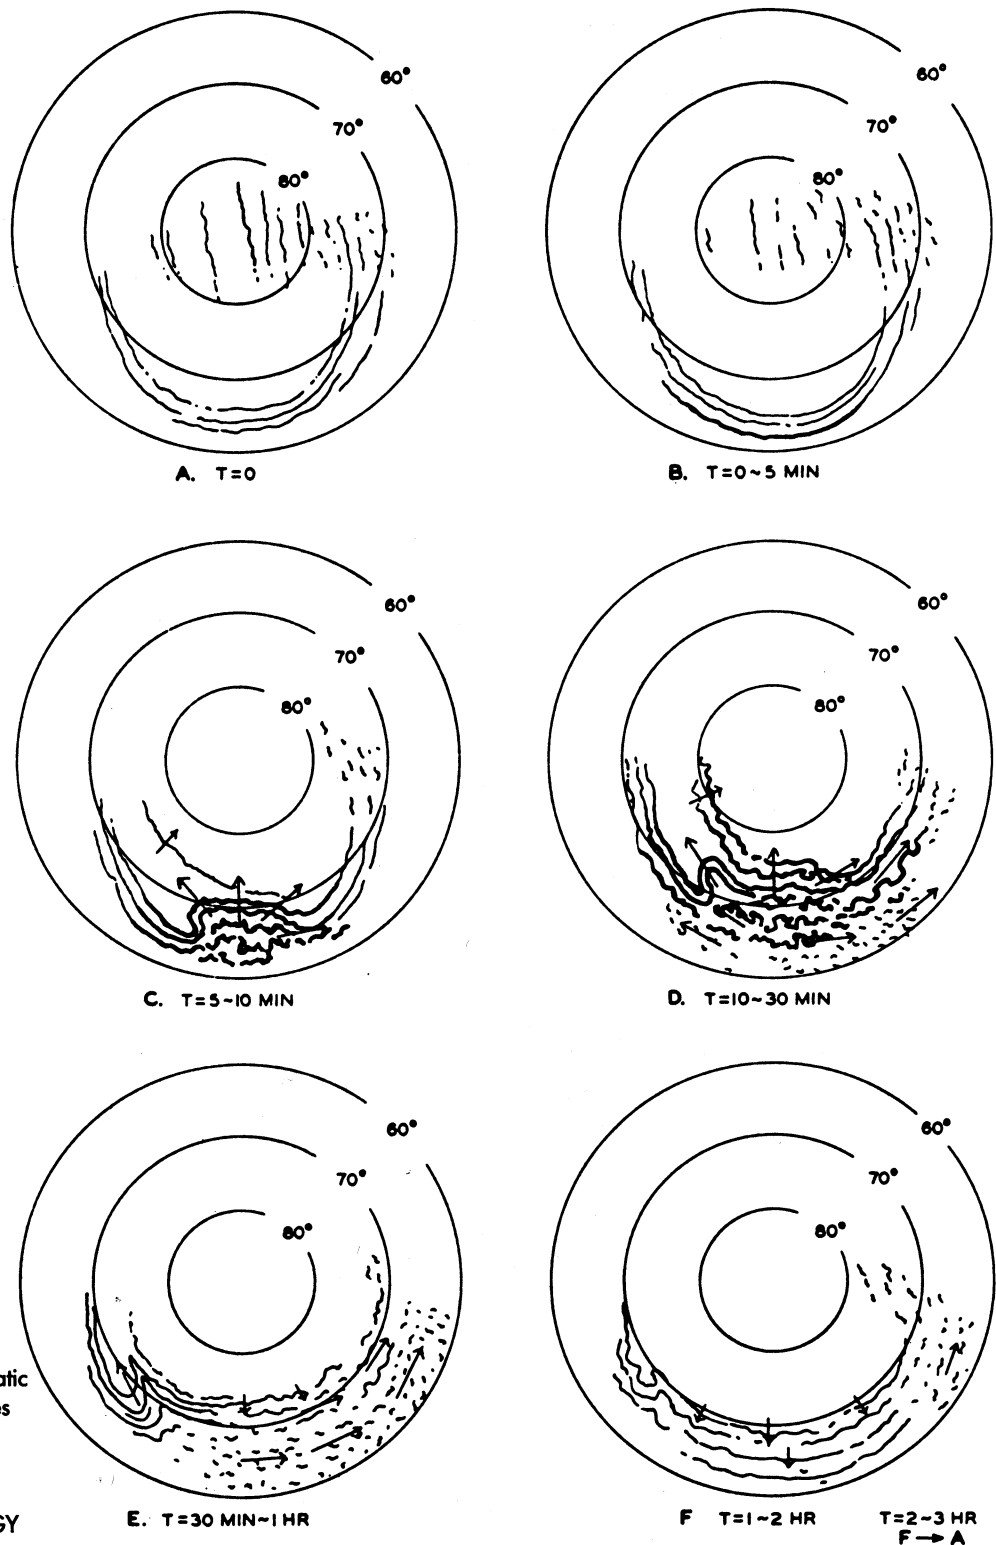 60°
70°
80°
A. T=0
60°
70°
80°
B. T=0~5 MIN
60°
70°
80°
C. T=5~10 MIN
60°
70°
80°
D. T=10~30 MIN
60°
70°
80°
E. T=30 MIN~1 HR
60°
70°
80°
F T=1~2 HR
T=2~3 HR
F → A